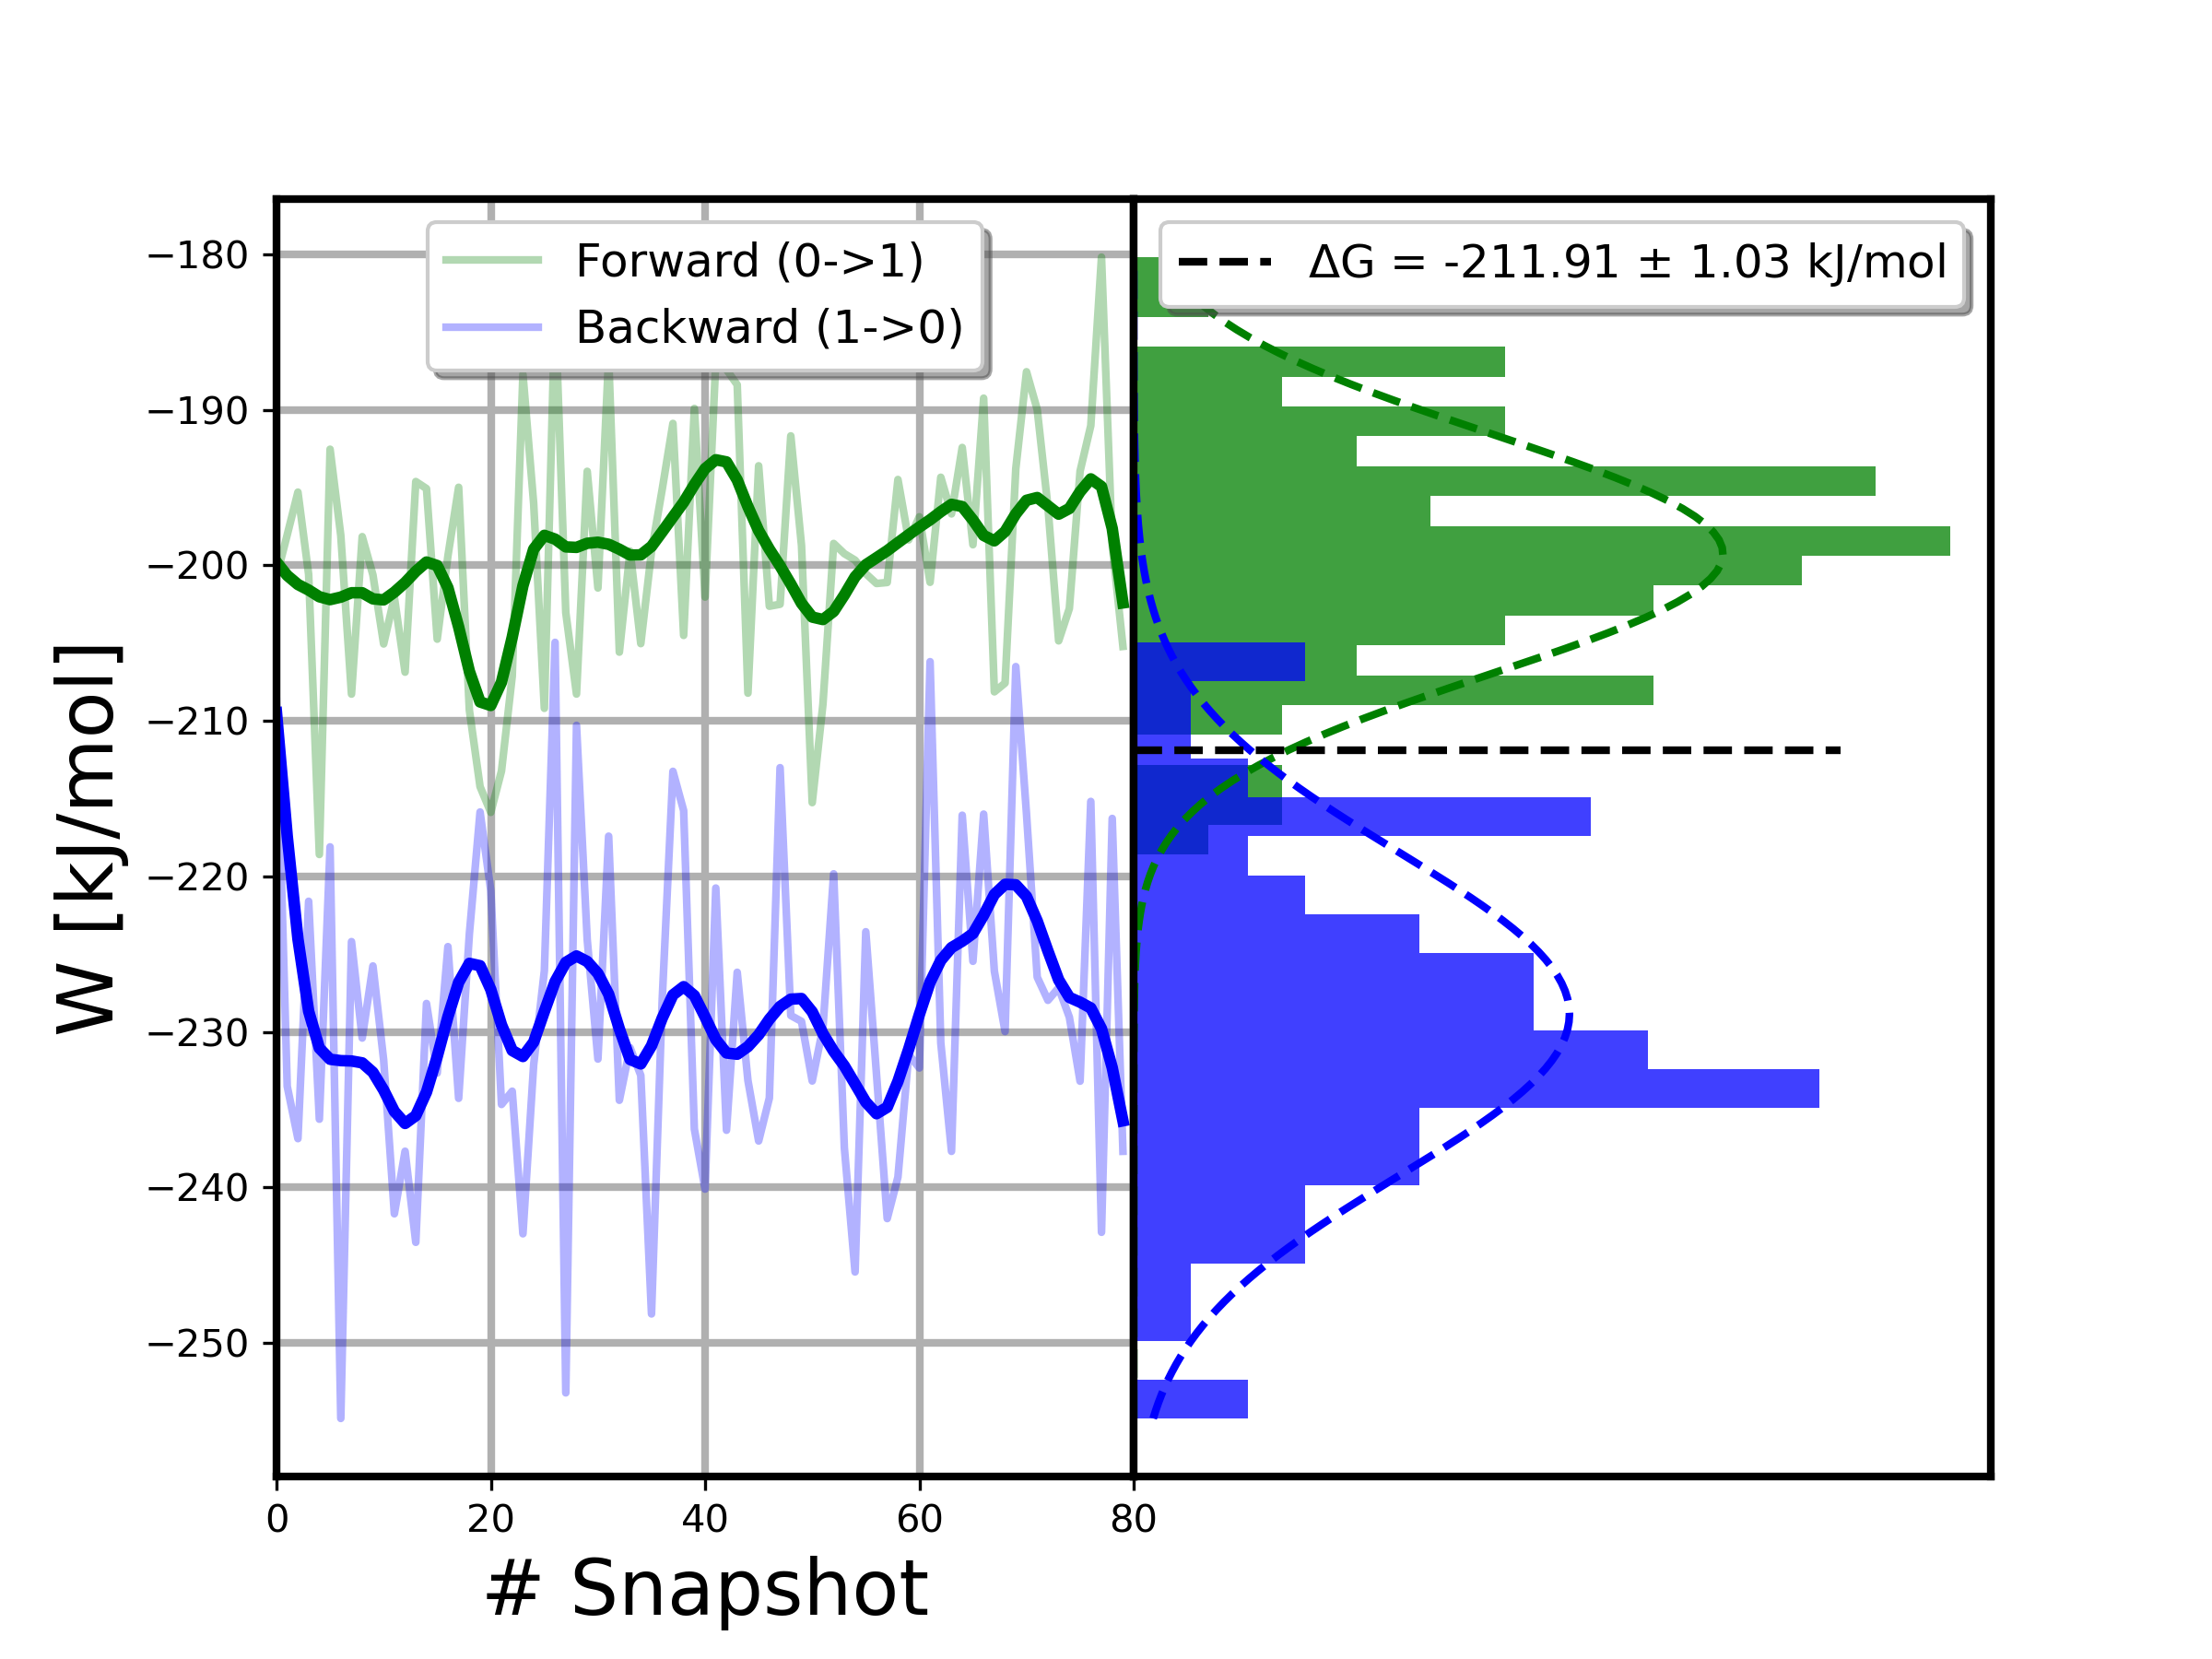 Forward (0->1)
Backward (1->0)
ΔG = -211.91 ± 1.03 kJ/mol
W [kJ/mol]
−180
−190
−200
−210
−220
−230
−240
−250
0 20 40 60 80
# Snapshot